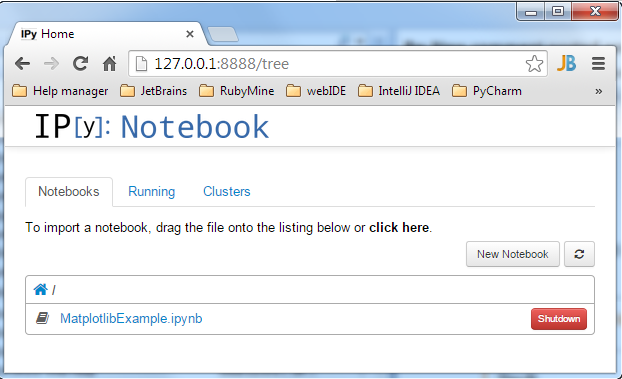 IPy Home
127.0.0.1:8888/tree
JB
Help manager JetBrains RubyMine webIDE IntelliJ IDEA PyCharm »
IP[y]: Notebook
Notebooks Running Clusters
To import a notebook, drag the file onto the listing below or click here.
New Notebook
/
MatplotlibExample.ipynb Shutdown